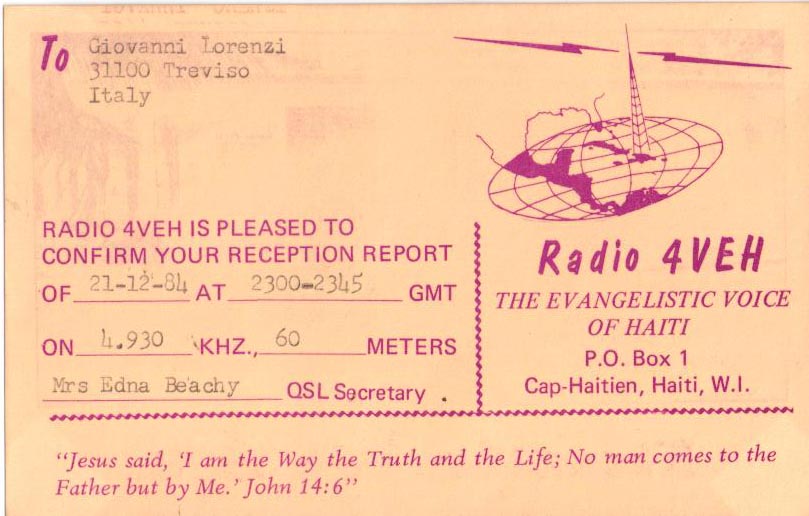 To Giovanni Lorenzi
31100 Treviso
Italy
RADIO 4VEH IS PLEASED TO
CONFIRM YOUR RECEPTION REPORT
OF 21-12-84 AT 2300-2345 GMT
ON 4.930 KHZ., 60 METERS
Mrs Edna Beachy QSL Secretary .
Radio 4VEH
THE EVANGELISTIC VOICE
OF HAITI
P.O. Box 1
Cap-Haitien, Haiti, W.I.
"Jesus said, 'I am the Way the Truth and the Life; No man comes to the
Father but by Me.' John 14:6"